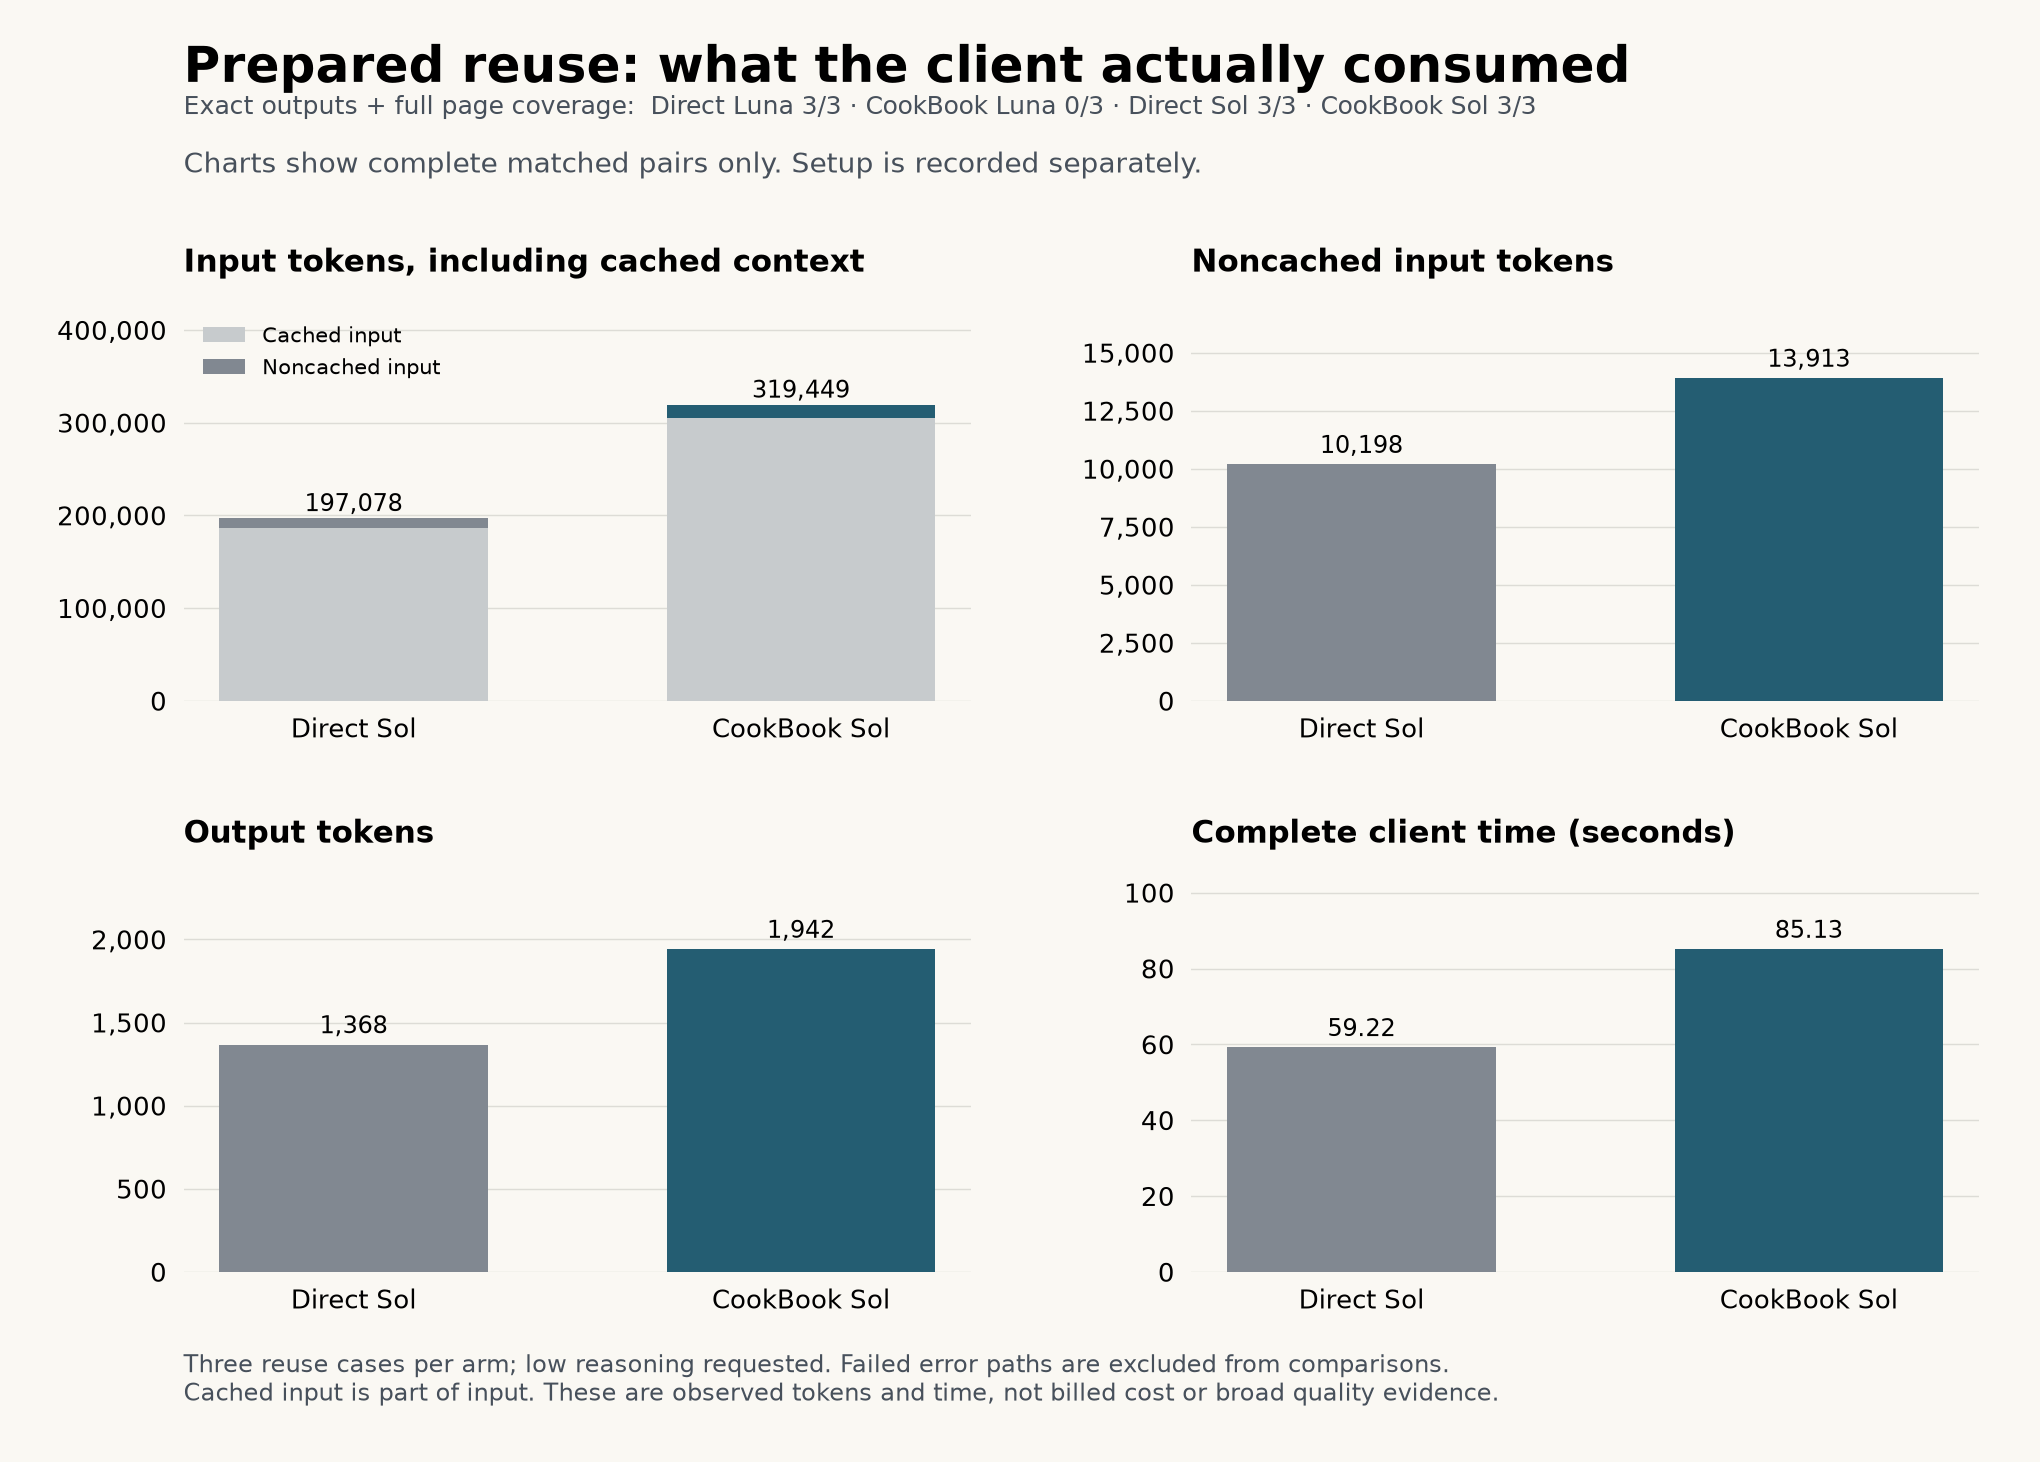 Prepared reuse: what the client actually consumed
Exact outputs + full page coverage:  Direct Luna 3/3 · CookBook Luna 0/3 · Direct Sol 3/3 · CookBook Sol 3/3
Charts show complete matched pairs only. Setup is recorded separately.
Input tokens, including cached context
400,000
300,000
200,000
100,000
0
Cached input
Noncached input
197,078
319,449
Direct Sol
CookBook Sol
Noncached input tokens
15,000
12,500
10,000
7,500
5,000
2,500
0
10,198
13,913
Direct Sol
CookBook Sol
Output tokens
2,000
1,500
1,000
500
0
1,368
1,942
Direct Sol
CookBook Sol
Complete client time (seconds)
100
80
60
40
20
0
59.22
85.13
Direct Sol
CookBook Sol
Three reuse cases per arm; low reasoning requested. Failed error paths are excluded from comparisons.
Cached input is part of input. These are observed tokens and time, not billed cost or broad quality evidence.